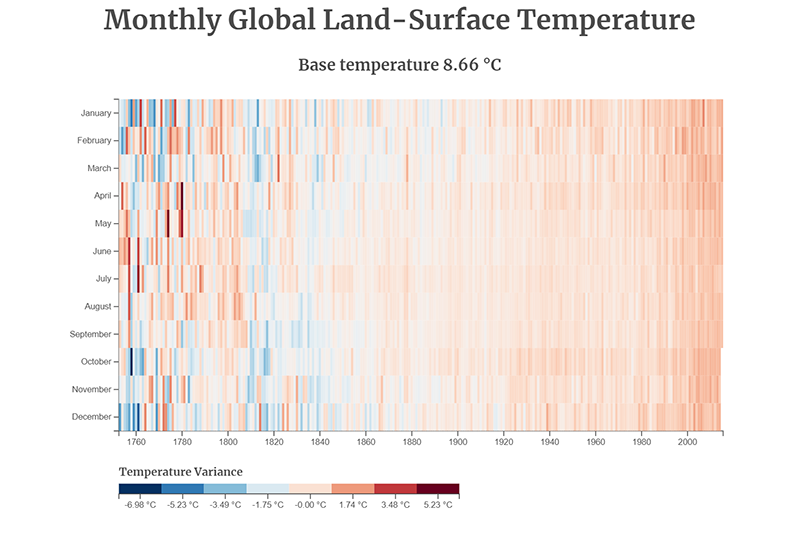 Monthly Global Land-Surface Temperature
Base temperature 8.66 °C
January
February
March
April
May
June
July
August
September
October
November
December
1760 1780 1800 1820 1840 1860 1880 1900 1920 1940 1960 1980 2000
Temperature Variance
-6.98 °C -5.23 °C -3.49 °C -1.75 °C -0.00 °C 1.74 °C 3.48 °C 5.23 °C